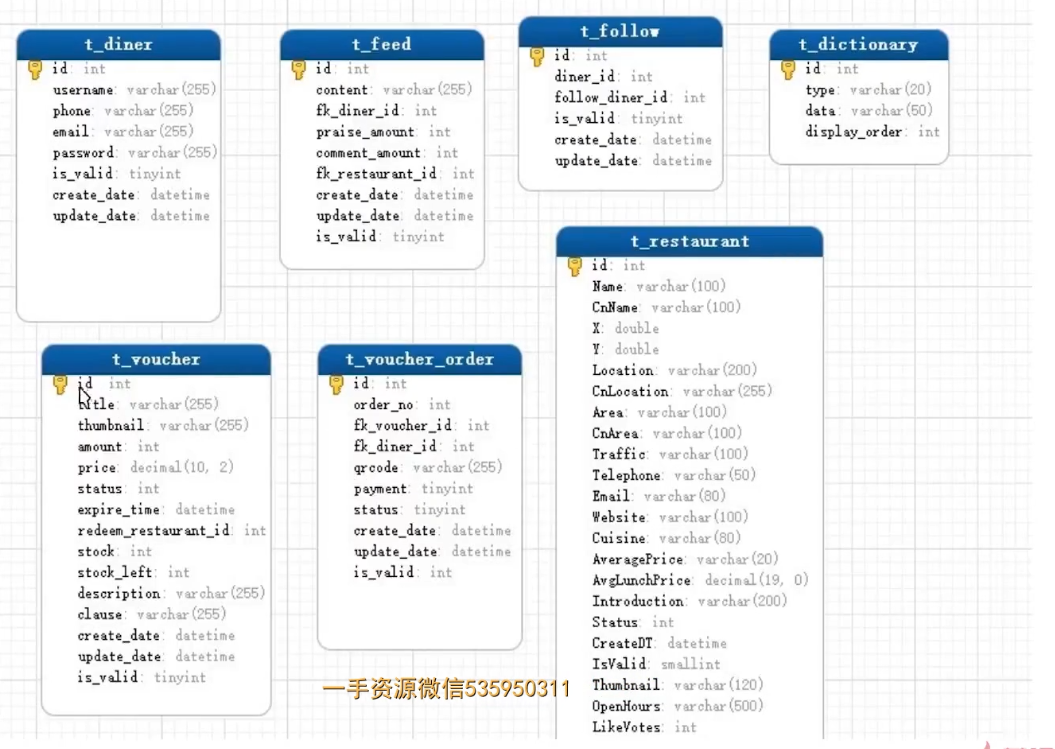 t_diner
id: int
username: varchar(255)
phone: varchar(255)
email: varchar(255)
password: varchar(255)
is_valid: tinyint
create_date: datetime
update_date: datetime
t_feed
id: int
content: varchar(255)
fk_diner_id: int
praise_amount: int
comment_amount: int
fk_restaurant_id: int
create_date: datetime
update_date: datetime
is_valid: tinyint
t_follow
id: int
diner_id: int
follow_diner_id: int
is_valid: tinyint
create_date: datetime
update_date: datetime
t_dictionary
id: int
type: varchar(20)
data: varchar(50)
display_order: int
t_voucher
id int
title: varchar(255)
thumbnail: varchar(255)
amount: int
price: decimal(10, 2)
status: int
expire_time: datetime
redeem_restaurant_id: int
stock: int
stock_left: int
description: varchar(255)
clause: varchar(255)
create_date: datetime
update_date: datetime
is_valid: tinyint
t_voucher_order
id: int
order_no: int
fk_voucher_id: int
fk_diner_id: int
qrcode: varchar(255)
payment: tinyint
status: tinyint
create_date: datetime
update_date: datetime
is_valid: int
t_restaurant
id: int
Name: varchar(100)
CnName: varchar(100)
X: double
Y: double
Location: varchar(200)
CnLocation: varchar(255)
Area: varchar(100)
CnArea: varchar(100)
Traffic: varchar(100)
Telephone: varchar(50)
Email: varchar(80)
Website: varchar(100)
Cuisine: varchar(80)
AveragePrice: varchar(20)
AvgLunchPrice: decimal(19, 0)
Introduction: varchar(200)
Status: int
CreateDT: datetime
IsValid: smallint
Thumbnail: varchar(120)
OpenHours: varchar(500)
LikeVotes: int
一手资源微信535950311